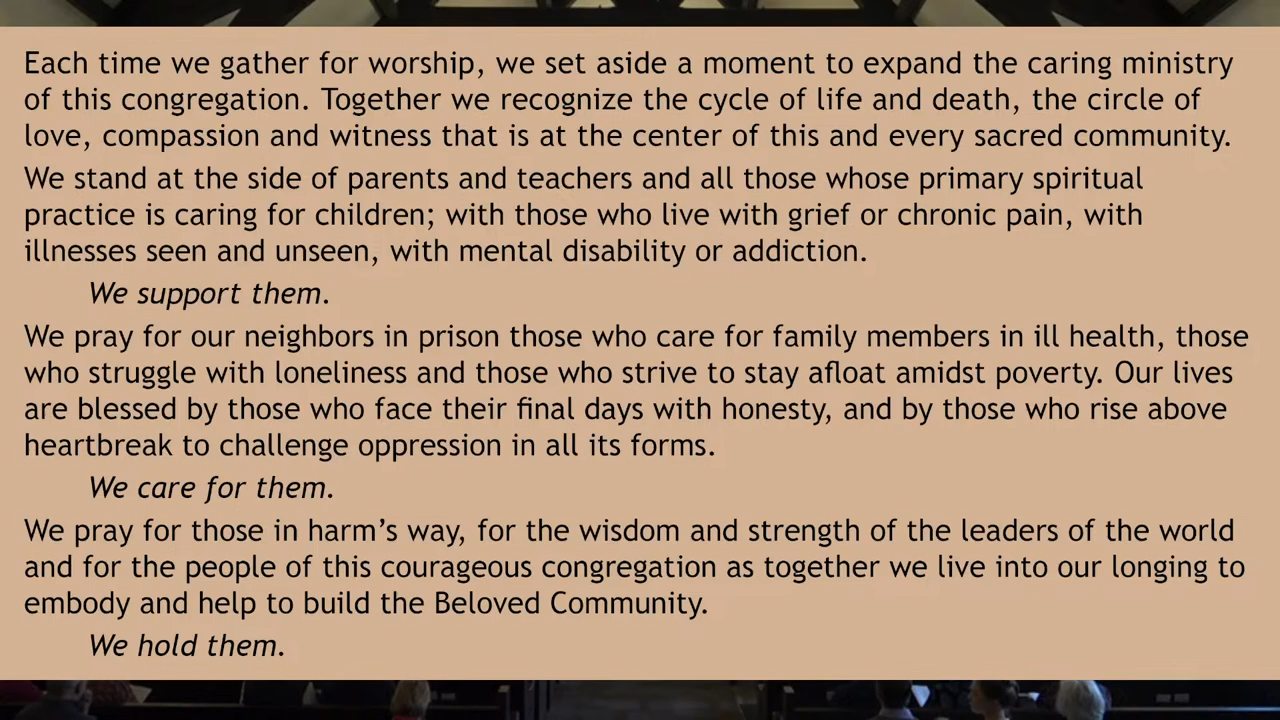 Each time we gather for worship, we set aside a moment to expand the caring ministry
of this congregation. Together we recognize the cycle of life and death, the circle of
love, compassion and witness that is at the center of this and every sacred community.
We stand at the side of parents and teachers and all those whose primary spiritual
practice is caring for children; with those who live with grief or chronic pain, with
illnesses seen and unseen, with mental disability or addiction.
We support them.
We pray for our neighbors in prison those who care for family members in ill health, those
who struggle with loneliness and those who strive to stay afloat amidst poverty. Our lives
are blessed by those who face their final days with honesty, and by those who rise above
heartbreak to challenge oppression in all its forms.
We care for them.
We pray for those in harm’s way, for the wisdom and strength of the leaders of the world
and for the people of this courageous congregation as together we live into our longing to
embody and help to build the Beloved Community.
We hold them.